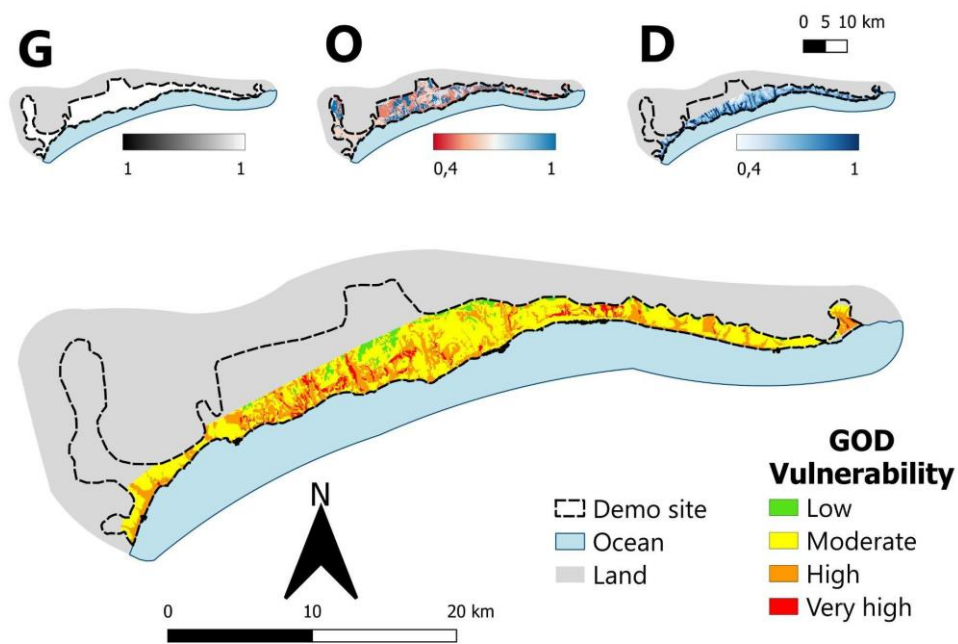 G
O
D
0 5 10 km
1 1
0,4 1
0,4 1
N
0 10 20 km
Demo site
Ocean
Land
GOD
Vulnerability
Low
Moderate
High
Very high